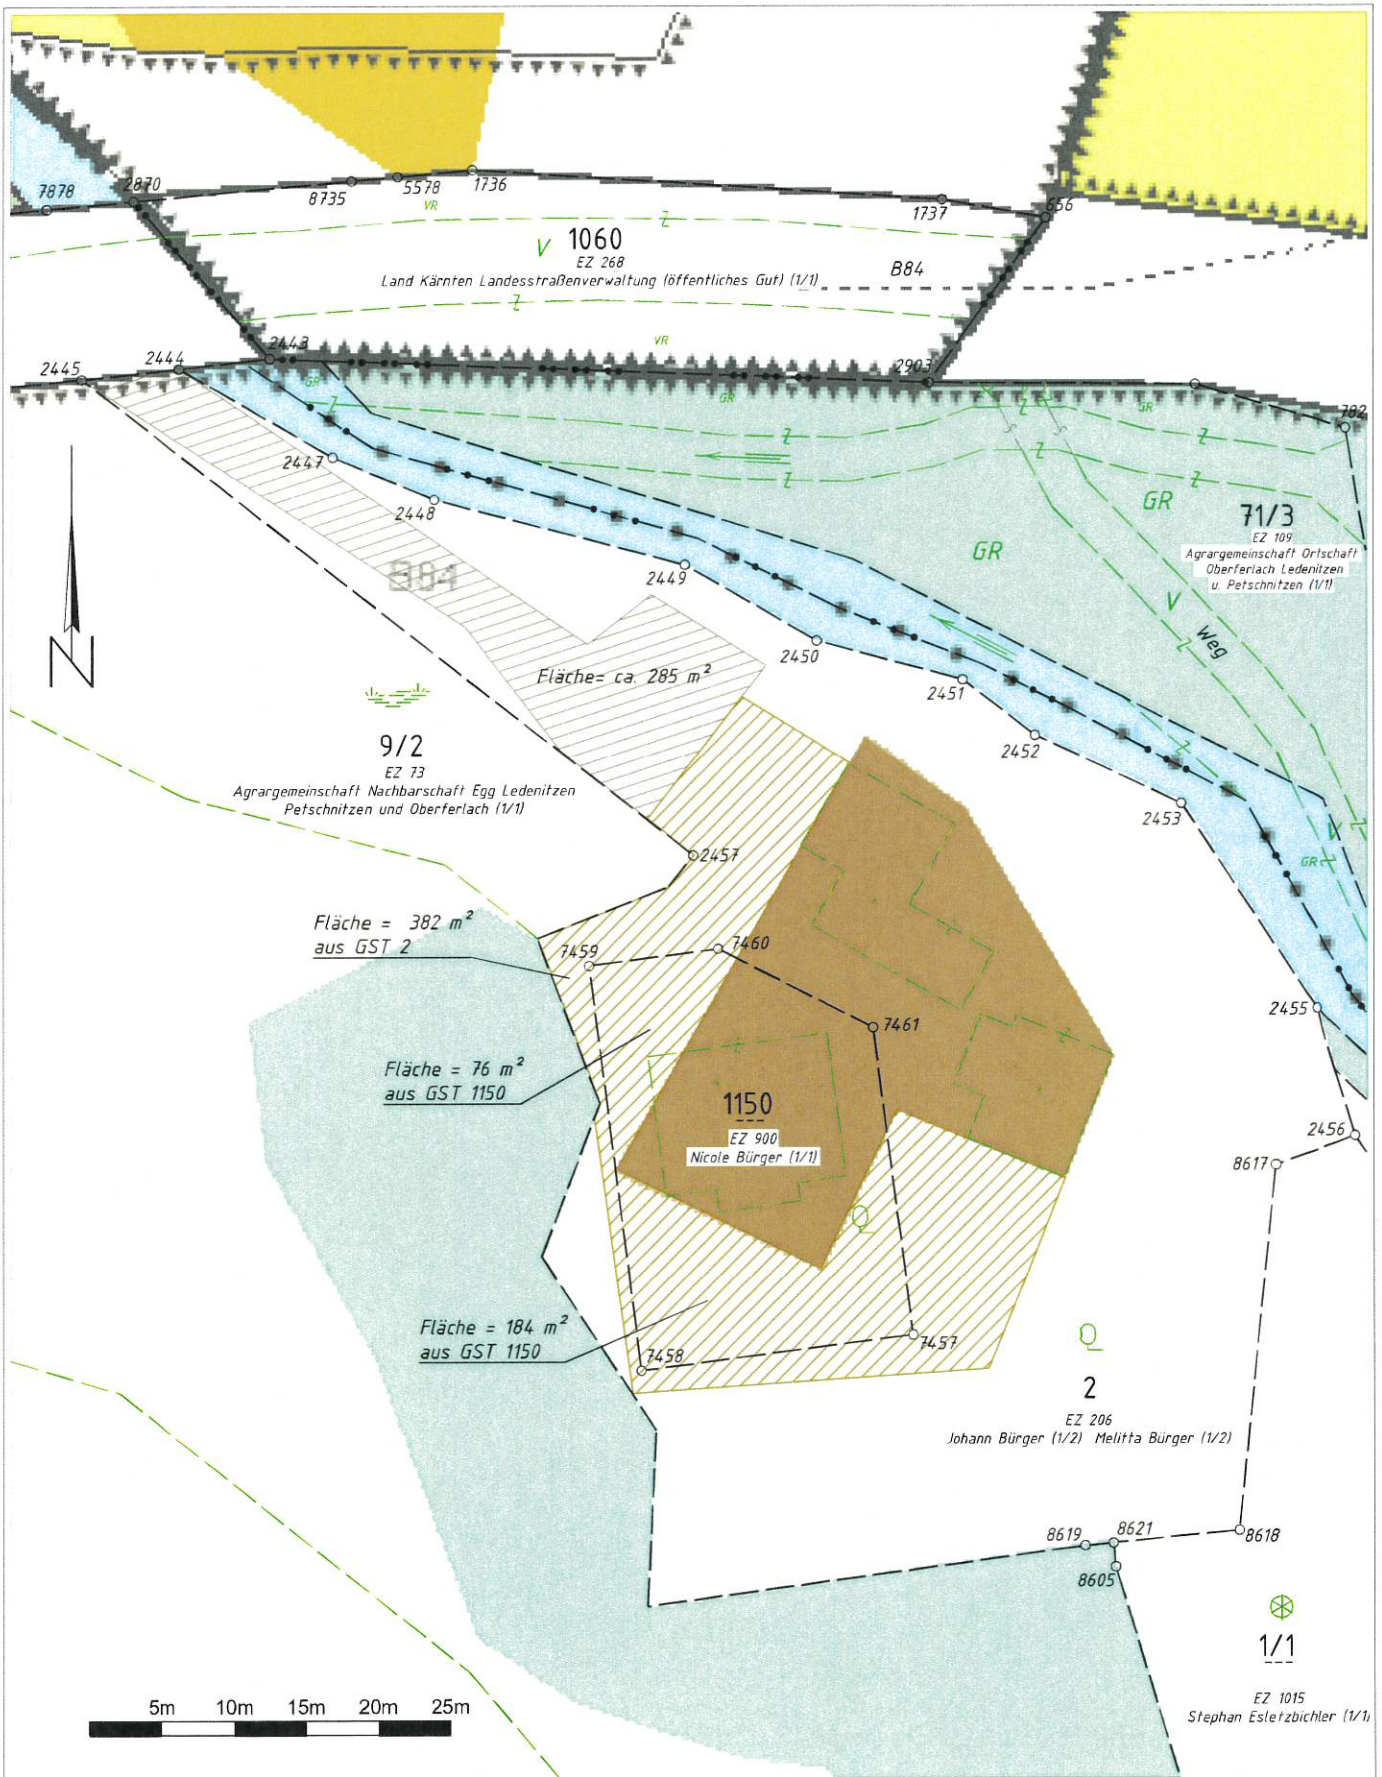 7878
2870
8735
5578
1736
1737
656
VR
V
1060
EZ 268
Land Kärnten Landesstraßenverwaltung (öffentliches Gut) (1/1)
B84
VR
2445
2444
2443
2903
782
GR
GR
GR
2447
2448
2449
2450
2451
2452
2453
GR
GR
71/3
EZ 109
Agrargemeinschaft Ortschaft
Oberferlach Ledenitzen
u. Petschnitzen (1/1)
V
Weg
N
B84
Fläche= ca. 285 m²
9/2
EZ 73
Agrargemeinschaft Nachbarschaft Egg Ledenitzen
Petschnitzen und Oberferlach (1/1)
2457
V
GR
Fläche = 382 m²
aus GST 2
7459
7460
7461
2455
2456
8617
Fläche = 76 m²
aus GST 1150
1150
EZ 900
Nicole Bürger (1/1)
Fläche = 184 m²
aus GST 1150
7458
7457
2
EZ 206
Johann Bürger (1/2) Melitta Bürger (1/2)
8619
8621
8618
8605
1/1
EZ 1015
Stephan Esletzbichler (1/1)
5m 10m 15m 20m 25m